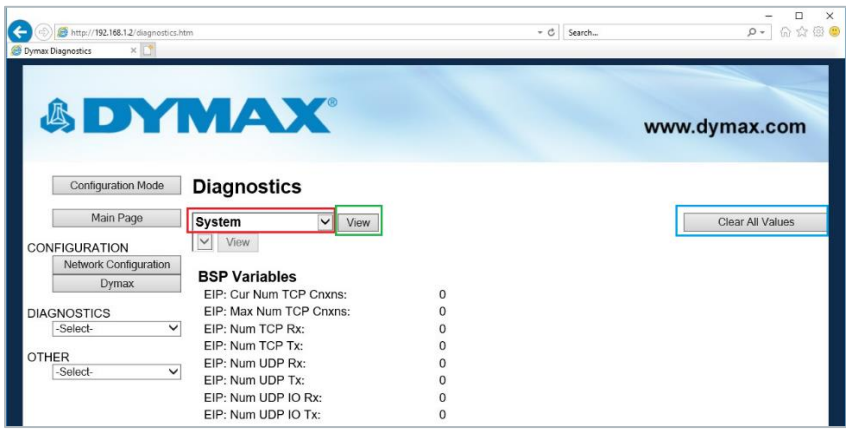 http://192.168.1.2/diagnostics.htm
Search...
Dymax Diagnostics
DYMAX®
www.dymax.com
Configuration Mode
Diagnostics
Main Page
System
View
Clear All Values
View
CONFIGURATION
Network Configuration
Dymax
BSP Variables
EIP: Cur Num TCP Cnxns: 0
DIAGNOSTICS
EIP: Max Num TCP Cnxns: 0
-Select-
EIP: Num TCP Rx: 0
EIP: Num TCP Tx: 0
OTHER
EIP: Num UDP Rx: 0
-Select-
EIP: Num UDP Tx: 0
EIP: Num UDP IO Rx: 0
EIP: Num UDP IO Tx: 0